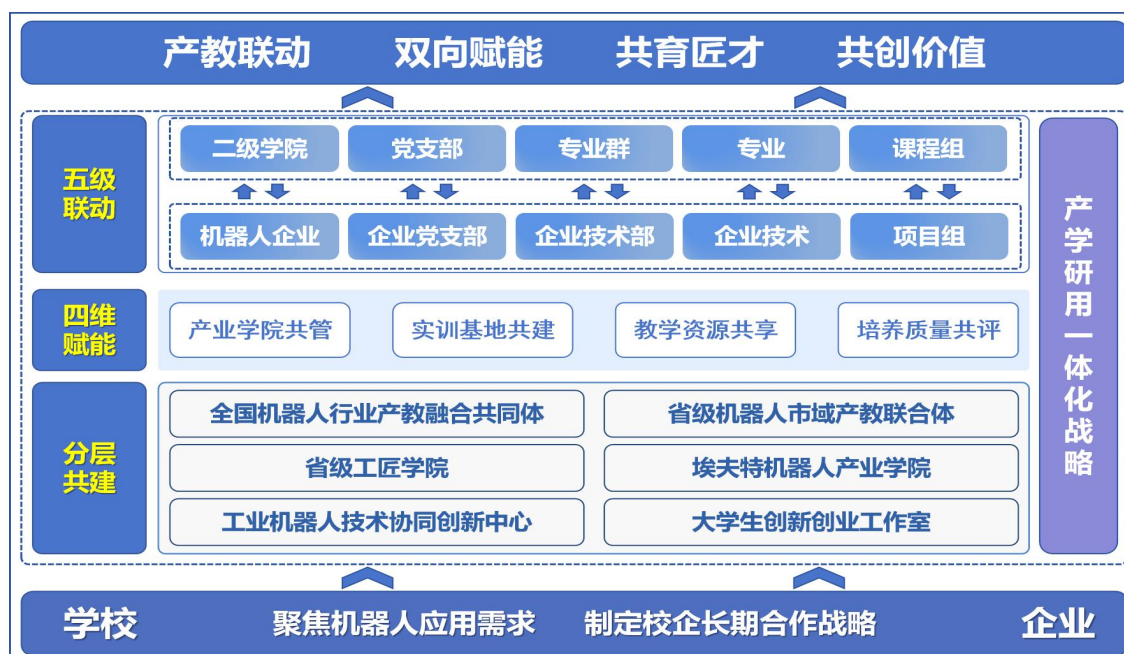 产教联动 双向赋能 共育匠才 共创价值
五级
联动
二级学院 党支部 专业群 专业 课程组
机器人企业 企业党支部 企业技术部 企业技术 项目组
四维
赋能
产业学院共管 实训基地共建 教学资源共享 培养质量共评
分层
共建
全国机器人行业产教融合共同体 省级机器人市域产教联合体
省级工匠学院 埃夫特机器人产业学院
工业机器人技术协同创新中心 大学生创新创业工作室
产学研用一体化战略
学校 聚焦机器人应用需求 制定校企长期合作战略 企业